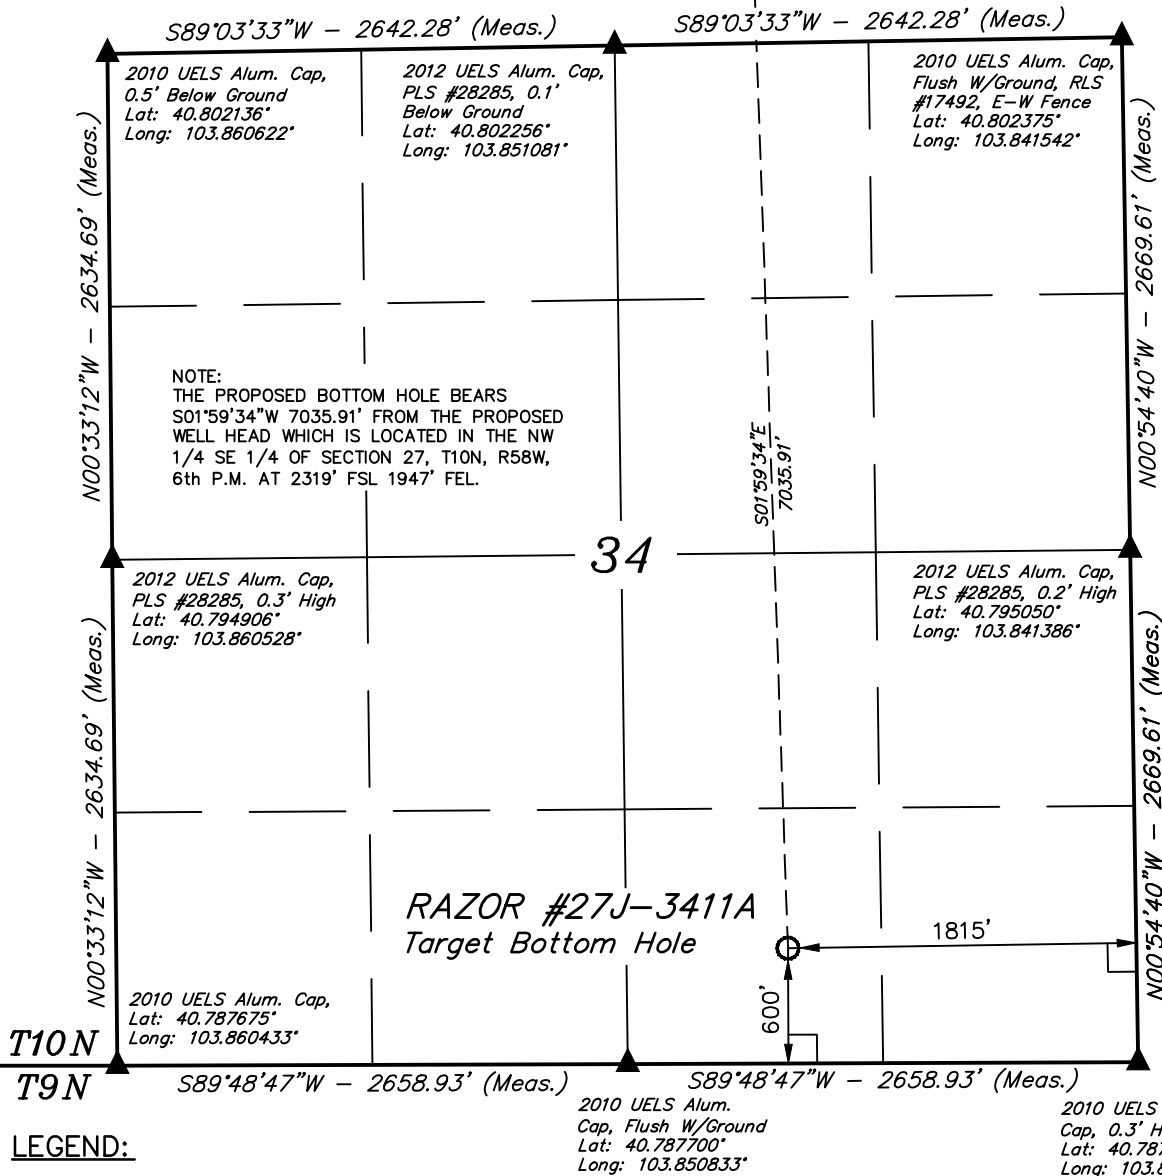 S89°03'33"W - 2642.28' (Meas.)
S89°03'33"W - 2642.28' (Meas.)
2010 UELS Alum. Cap,
0.5' Below Ground
Lat: 40.802136°
Long: 103.860622°
2012 UELS Alum. Cap,
PLS #28285, 0.1'
Below Ground
Lat: 40.802256°
Long: 103.851081°
2010 UELS Alum. Cap,
Flush W/Ground, RLS
#17492, E-W Fence
Lat: 40.802375°
Long: 103.841542°
N00°33'12"W - 2634.69' (Meas.)
N00°54'40"W - 2669.61' (Meas.)
NOTE:
THE PROPOSED BOTTOM HOLE BEARS
S01°59'34"W 7035.91' FROM THE PROPOSED
WELL HEAD WHICH IS LOCATED IN THE NW
1/4 SE 1/4 OF SECTION 27, T10N, R58W,
6th P.M. AT 2319' FSL 1947' FEL.
S01°59'34"E
7035.91'
34
2012 UELS Alum. Cap,
PLS #28285, 0.3' High
Lat: 40.794906°
Long: 103.860528°
2012 UELS Alum. Cap,
PLS #28285, 0.2' High
Lat: 40.795050°
Long: 103.841386°
N00°33'12"W - 2634.69' (Meas.)
N00°54'40"W - 2669.61' (Meas.)
RAZOR #27J-3411A
Target Bottom Hole
1815'
600'
2010 UELS Alum. Cap,
Lat: 40.787675°
Long: 103.860433°
T10N
T9N
S89°48'47"W - 2658.93' (Meas.)
S89°48'47"W - 2658.93' (Meas.)
2010 UELS Alum.
Cap, Flush W/Ground
Lat: 40.787700°
Long: 103.850833°
2010 UELS
Cap, 0.3'
Lat:
Long:
LEGEND: